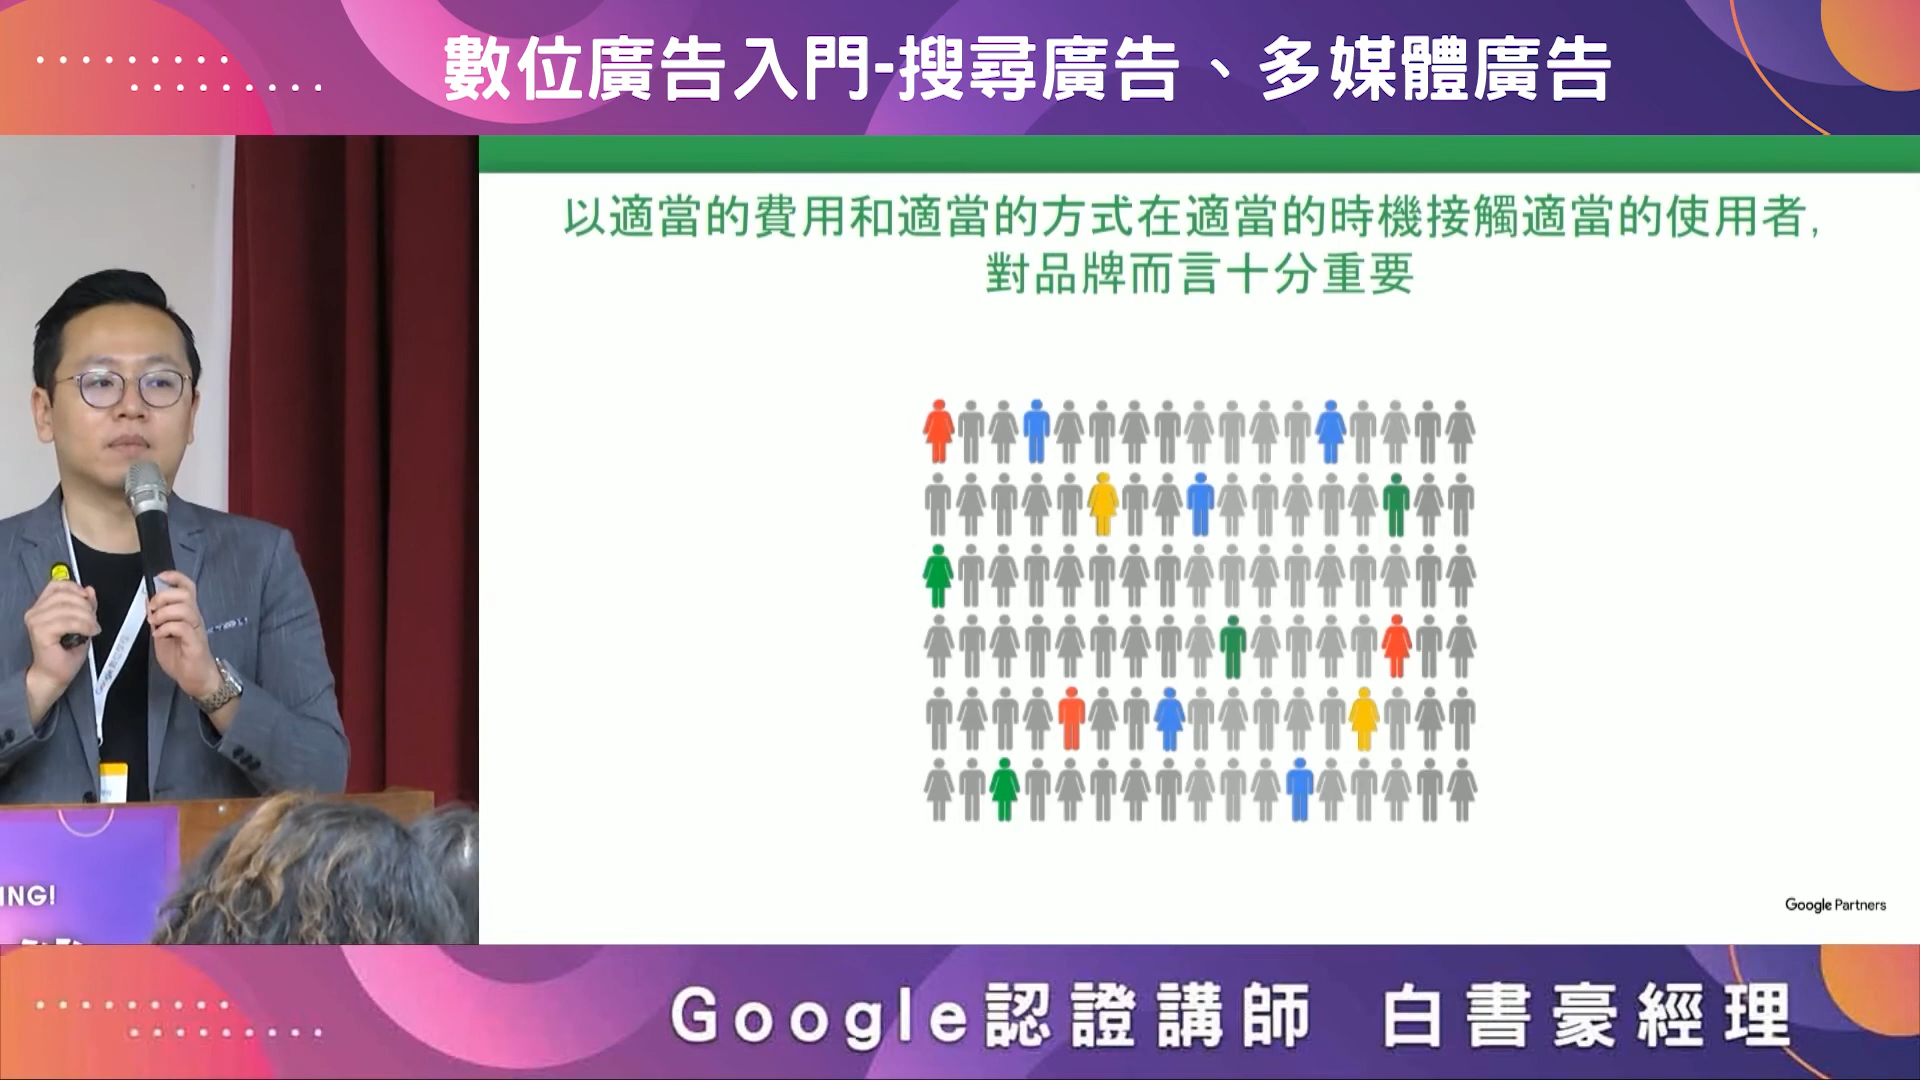 數位廣告入門-搜尋廣告、多媒體廣告
以適當的費用和適當的方式在適當的時機接觸適當的使用者,
對品牌而言十分重要
Google Partners
ING!
Google認證講師 白書豪經理